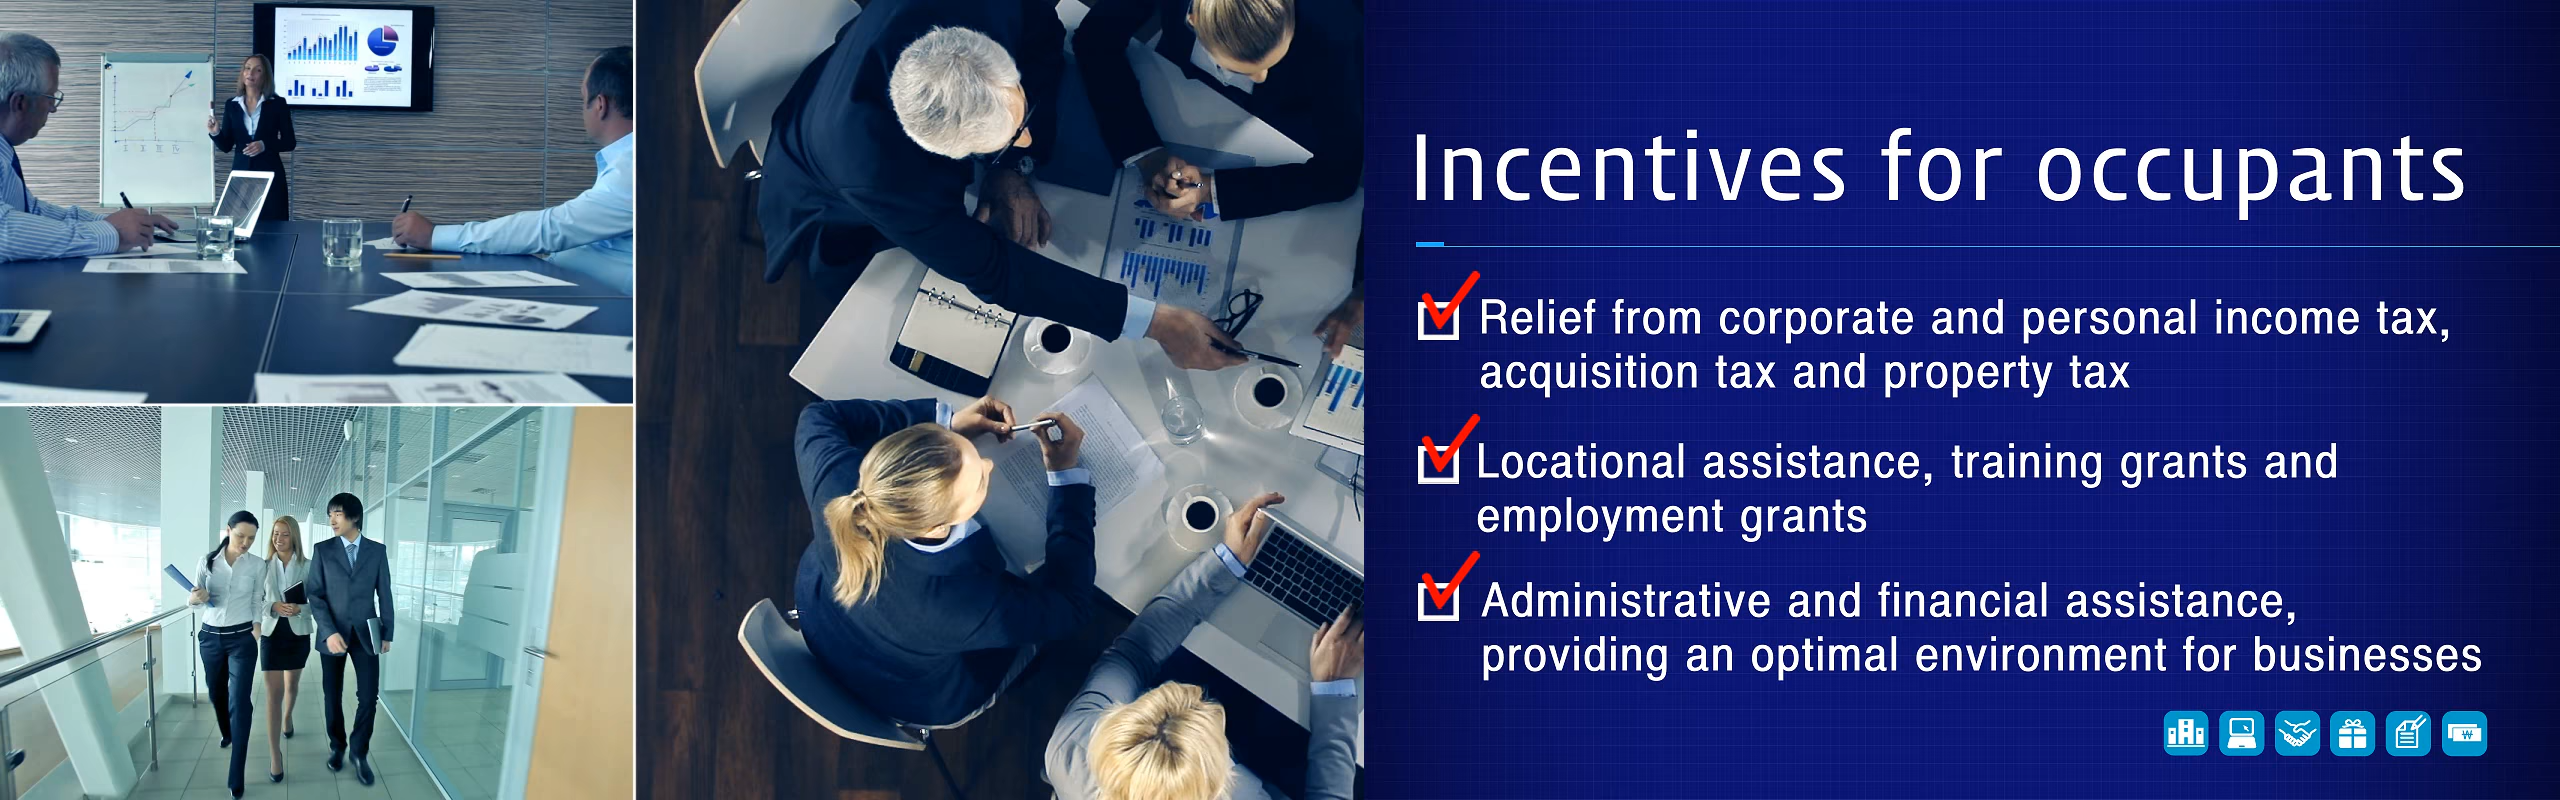 Incentives for occupants
Relief from corporate and personal income tax,
acquisition tax and property tax
Locational assistance, training grants and
employment grants
Administrative and financial assistance,
providing an optimal environment for businesses
₩